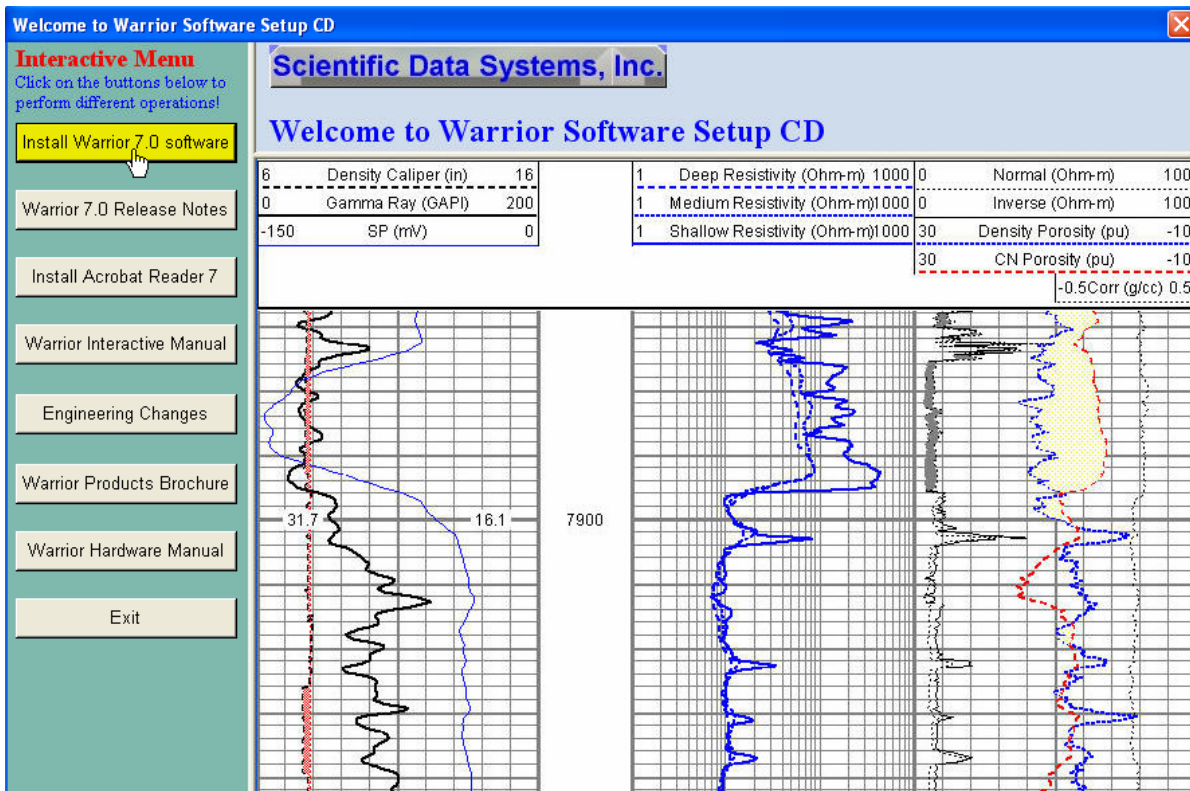 Welcome to Warrior Software Setup CD
Interactive Menu
Click on the buttons below to
perform different operations!
Install Warrior 7.0 software
Warrior 7.0 Release Notes
Install Acrobat Reader 7
Warrior Interactive Manual
Engineering Changes
Warrior Products Brochure
Warrior Hardware Manual
Exit
Scientific Data Systems, Inc.
Welcome to Warrior Software Setup CD
6 Density Caliper (in) 16
0 Gamma Ray (GAPI) 200
-150 SP (mV) 0
1 Deep Resistivity (Ohm-m) 1000
1 Medium Resistivity (Ohm-m)1000
1 Shallow Resistivity (Ohm-m)1000
0 Normal (Ohm-m) 100
0 Inverse (Ohm-m) 100
30 Density Porosity (pu) -10
30 CN Porosity (pu) -10
-0.5Corr (g/cc) 0.5
31.7 16.1 7900